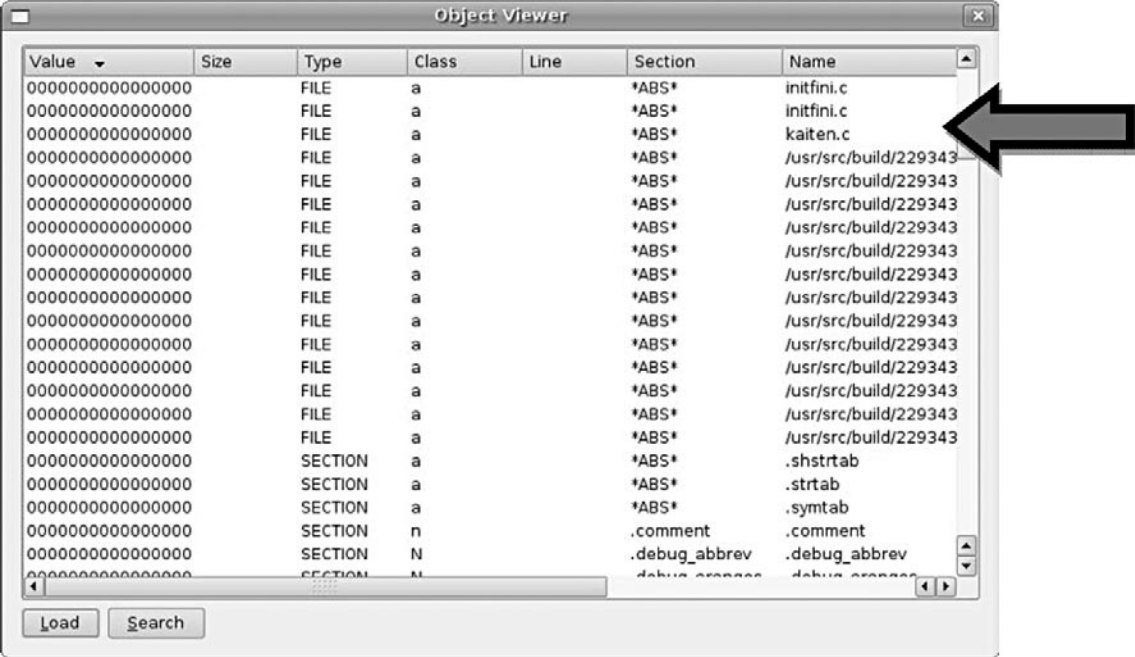 Object Viewer
Value Size Type Class Line Section Name
0000000000000000 FILE a *ABS* initfini.c
0000000000000000 FILE a *ABS* initfini.c
0000000000000000 FILE a *ABS* kaiten.c
0000000000000000 FILE a *ABS* /usr/src/build/229343
0000000000000000 FILE a *ABS* /usr/src/build/229343
0000000000000000 FILE a *ABS* /usr/src/build/229343
0000000000000000 FILE a *ABS* /usr/src/build/229343
0000000000000000 FILE a *ABS* /usr/src/build/229343
0000000000000000 FILE a *ABS* /usr/src/build/229343
0000000000000000 FILE a *ABS* /usr/src/build/229343
0000000000000000 FILE a *ABS* /usr/src/build/229343
0000000000000000 FILE a *ABS* /usr/src/build/229343
0000000000000000 FILE a *ABS* /usr/src/build/229343
0000000000000000 FILE a *ABS* /usr/src/build/229343
0000000000000000 FILE a *ABS* /usr/src/build/229343
0000000000000000 FILE a *ABS* /usr/src/build/229343
0000000000000000 SECTION a *ABS* .shstrtab
0000000000000000 SECTION a *ABS* .strtab
0000000000000000 SECTION a *ABS* .symtab
0000000000000000 SECTION n .comment .comment
0000000000000000 SECTION N .debug_abbrev .debug_abbrev
0000000000000000 SECTION N .debug_aranges .debug_aranges
Load Search